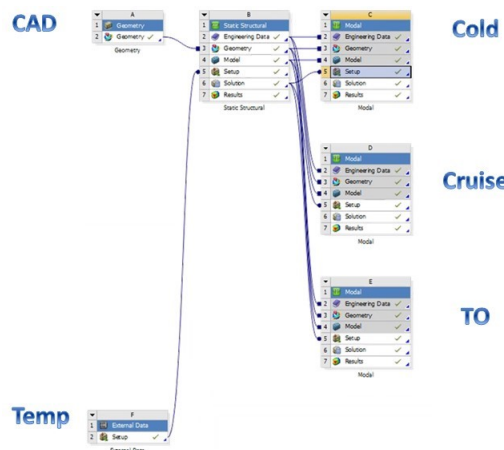 CAD
A
1 Geometry
2 Geometry
Geometry
B
1 Static Structural
2 Engineering Data
3 Geometry
4 Model
5 Setup
6 Solution
7 Results
Static Structural
C
1 Modal
2 Engineering Data
3 Geometry
4 Model
5 Setup
6 Solution
7 Results
Modal
Cold
D
1 Modal
2 Engineering Data
3 Geometry
4 Model
5 Setup
6 Solution
7 Results
Modal
Cruise
E
1 Modal
2 Engineering Data
3 Geometry
4 Model
5 Setup
6 Solution
7 Results
Modal
TO
Temp
F
1 External Data
2 Setup
External Data